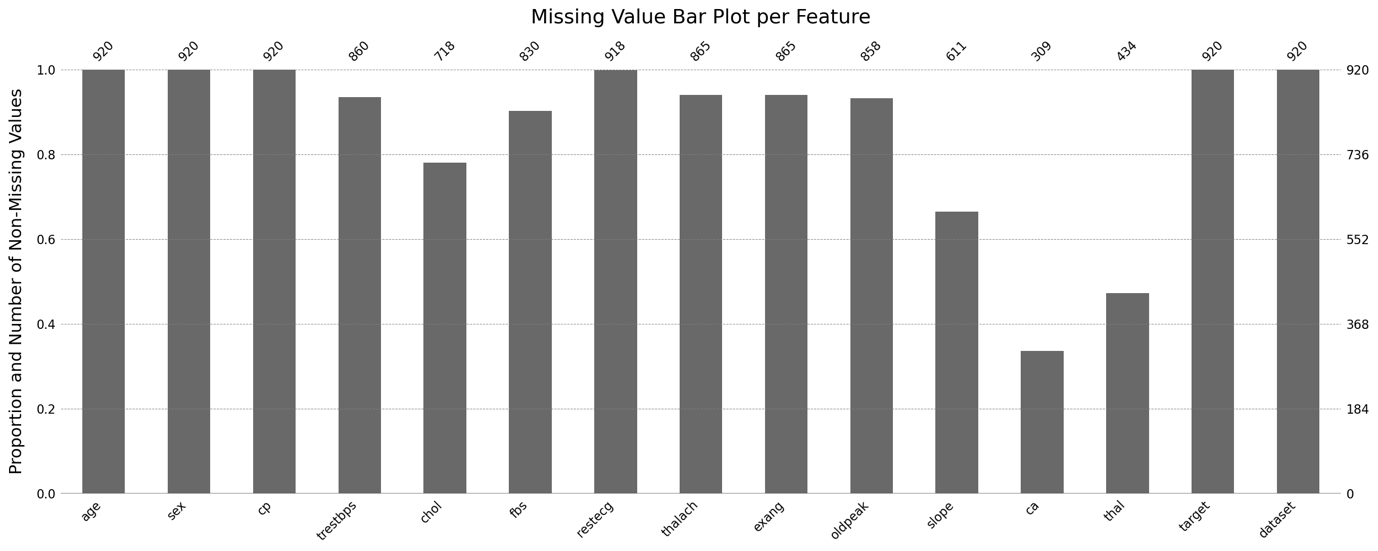 Missing Value Bar Plot per Feature
920 920 920 860 718 830 918 865 865 858 611 309 434 920 920
Proportion and Number of Non-Missing Values
1.0 920
0.8 736
0.6 552
0.4 368
0.2 184
0.0 0
age sex cp trestbps chol fbs restecg thalach exang oldpeak slope ca thal target dataset